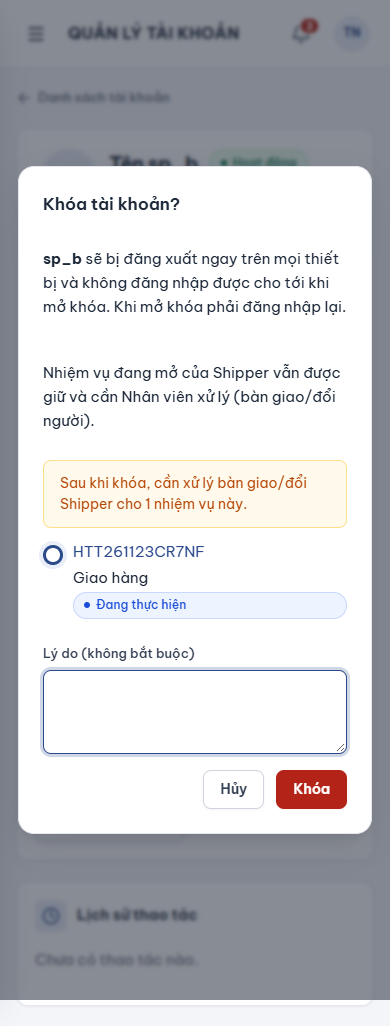 QUẢN LÝ TÀI KHOẢN
TN
Danh sách tài khoản
Tên sp_b
Hoạt động
Khóa tài khoản?
sp_b sẽ bị đăng xuất ngay trên mọi thiết
bị và không đăng nhập được cho tới khi
mở khóa. Khi mở khóa phải đăng nhập lại.
Nhiệm vụ đang mở của Shipper vẫn được
giữ và cần Nhân viên xử lý (bàn giao/đổi
người).
Sau khi khóa, cần xử lý bàn giao/đổi
Shipper cho 1 nhiệm vụ này.
HTT261123CR7NF
Giao hàng
Đang thực hiện
Lý do (không bắt buộc)
Hủy
Khóa
Lịch sử thao tác
Chưa có thao tác nào.